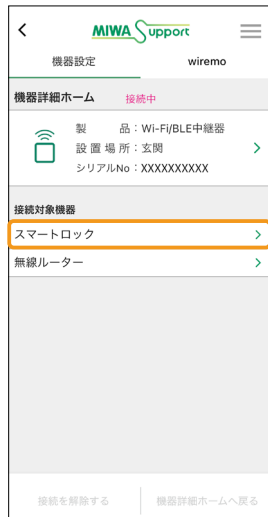 MIWA Support
機器設定 wiremo
機器詳細ホーム 接続中
製品：Wi-Fi/BLE中継器
設置場所：玄関
シリアルNo：XXXXXXXXXX
接続対象機器
スマートロック
無線ルーター
接続を解除する 機器詳細ホームへ戻る